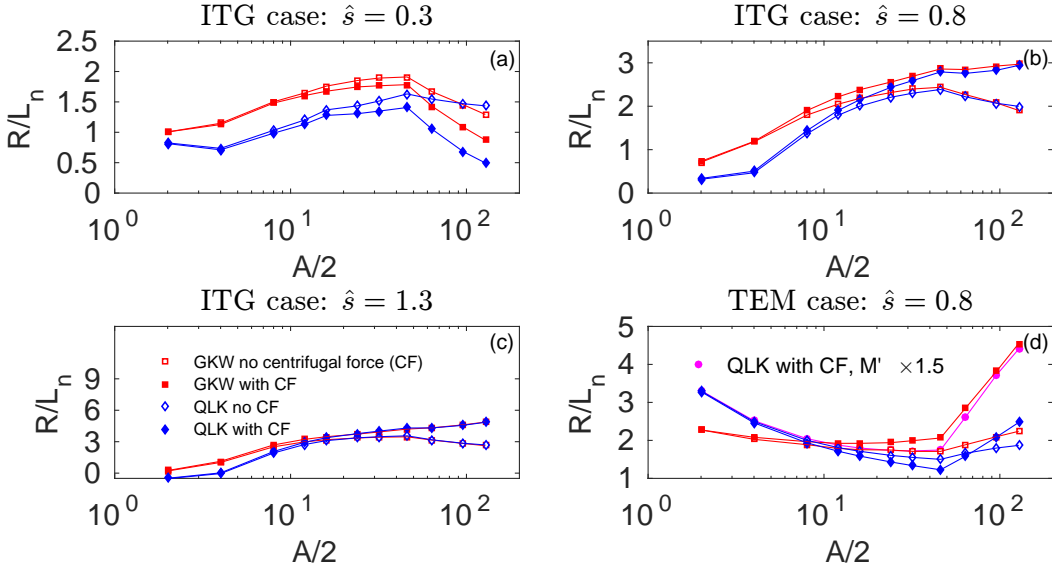 ITG case: ŝ = 0.3
2.5
2
1.5
1
0.5
0
R/L_n
(a)
10^0 10^1 10^2
A/2
ITG case: ŝ = 0.8
3
2
1
0
R/L_n
(b)
10^0 10^1 10^2
A/2
ITG case: ŝ = 1.3
9
6
3
0
R/L_n
(c)
GKW no centrifugal force (CF)
GKW with CF
QLK no CF
QLK with CF
10^0 10^1 10^2
A/2
TEM case: ŝ = 0.8
5
4
3
2
1
R/L_n
(d)
QLK with CF, M' ×1.5
10^0 10^1 10^2
A/2